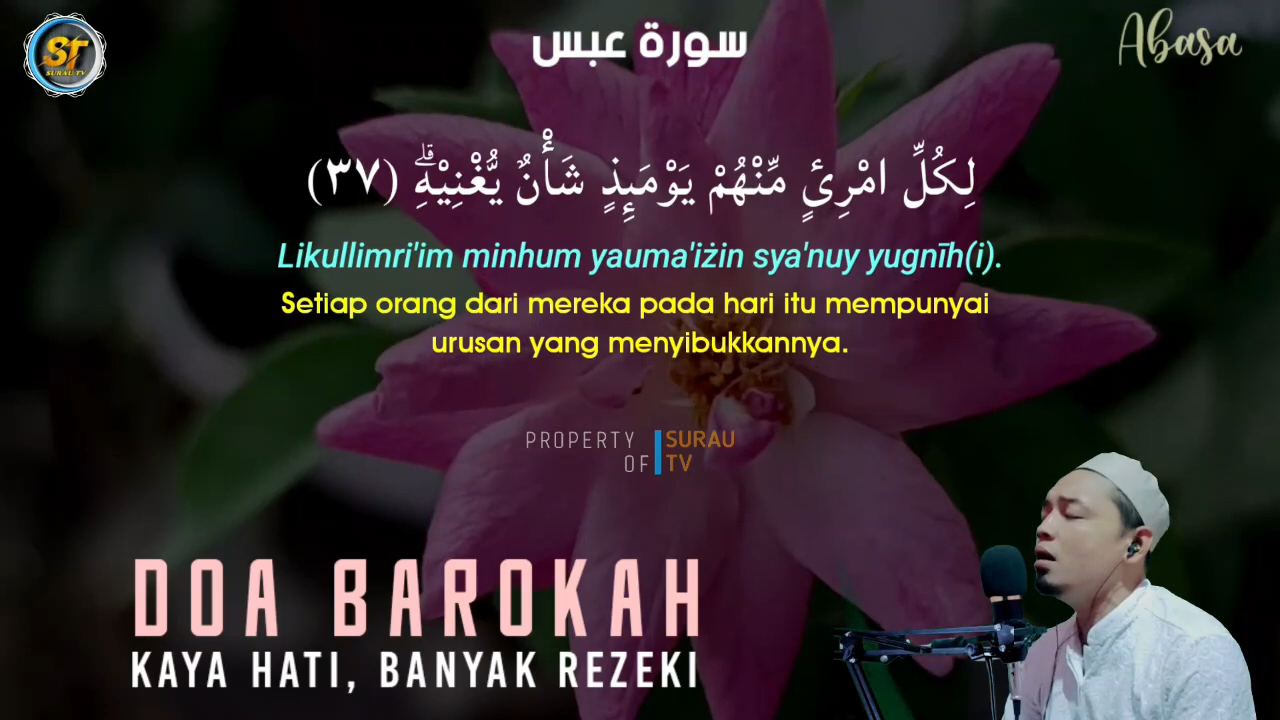 ST
SURAU TV
سورة عبس
Abasa
لِكُلِّ امْرِئٍ مِّنْهُمْ يَوْمَىِٕذٍ شَأْنٌ يُّغْنِيْهِۗ (٣٧)
Likullimri'im minhum yauma'iżin sya'nuy yugnīh(i).
Setiap orang dari mereka pada hari itu mempunyai
urusan yang menyibukkannya.
PROPERTY OF
SURAU TV
DOA BAROKAH
KAYA HATI, BANYAK REZEKI